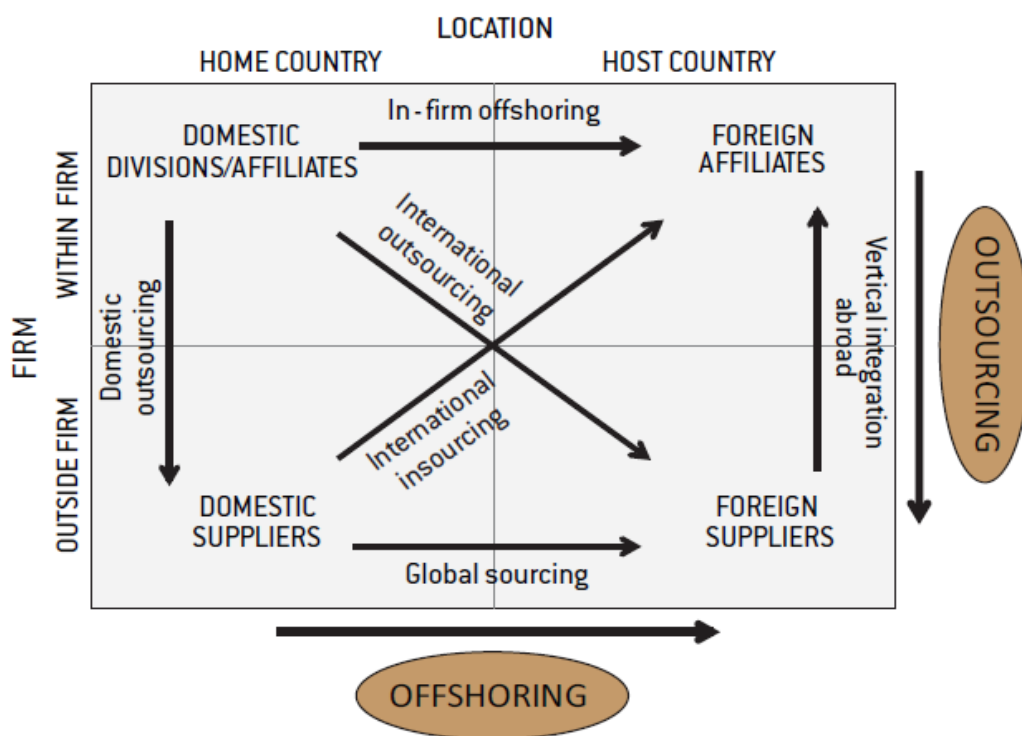 LOCATION
HOME COUNTRY
HOST COUNTRY
In-firm offshoring
DOMESTIC
DIVISIONS/AFFILIATES
FOREIGN
AFFILIATES
WITHIN FIRM
International
outsourcing
Vertical integration
abroad
OUTSOURCING
FIRM
Domestic
outsourcing
International
insourcing
OUTSIDE FIRM
DOMESTIC
SUPPLIERS
FOREIGN
SUPPLIERS
Global sourcing
OFFSHORING